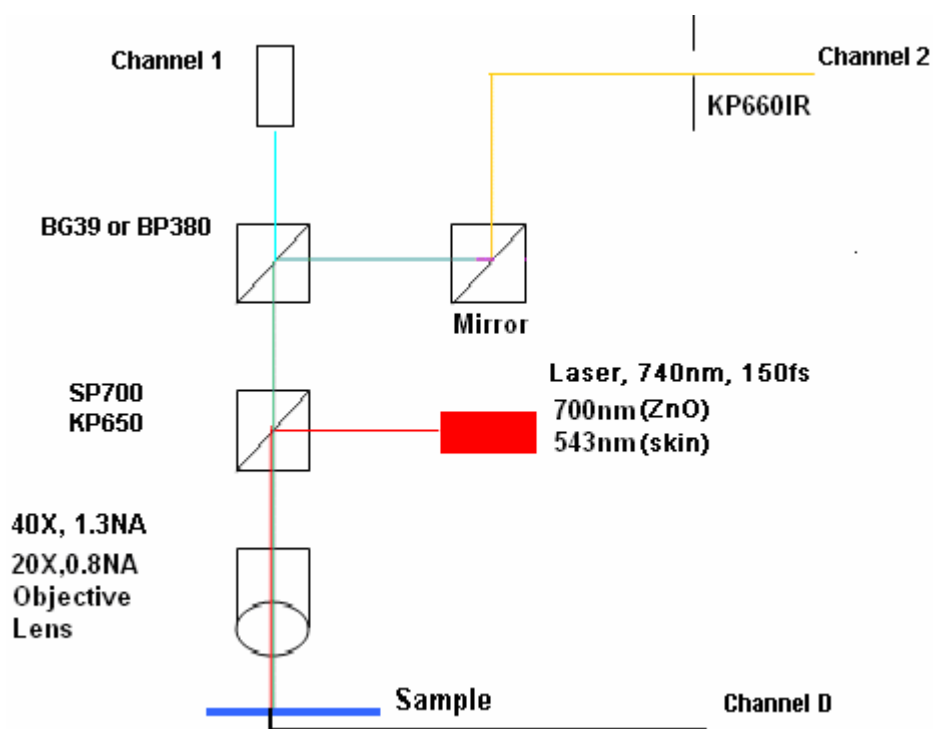 Channel 1
Channel 2
KP660IR
BG39 or BP380
Mirror
SP700
KP650
Laser, 740nm, 150fs
700nm(ZnO)
543nm(skin)
40X, 1.3NA
20X,0.8NA
Objective
Lens
Sample
Channel D